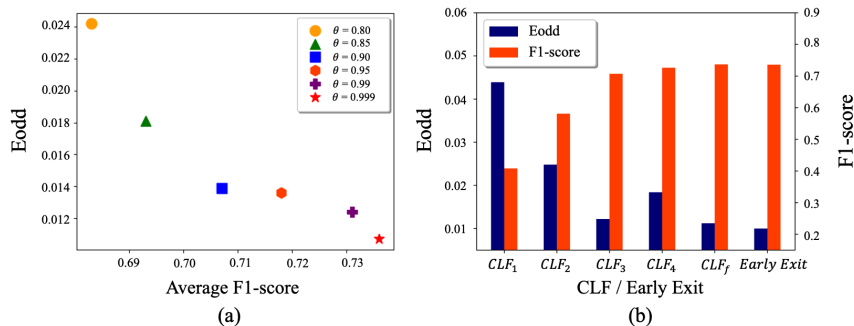 0.024
0.022
0.020
0.018
0.016
0.014
0.012
Eodd
0.69
0.70
0.71
0.72
0.73
Average F1-score
θ = 0.80
θ = 0.85
θ = 0.90
θ = 0.95
θ = 0.99
θ = 0.999
(a)
0.06
0.05
0.04
0.03
0.02
0.01
Eodd
Eodd
F1-score
0.9
0.8
0.7
0.6
0.5
0.4
0.3
0.2
F1-score
CLF₁
CLF₂
CLF₃
CLF₄
CLF_f
Early Exit
CLF / Early Exit
(b)